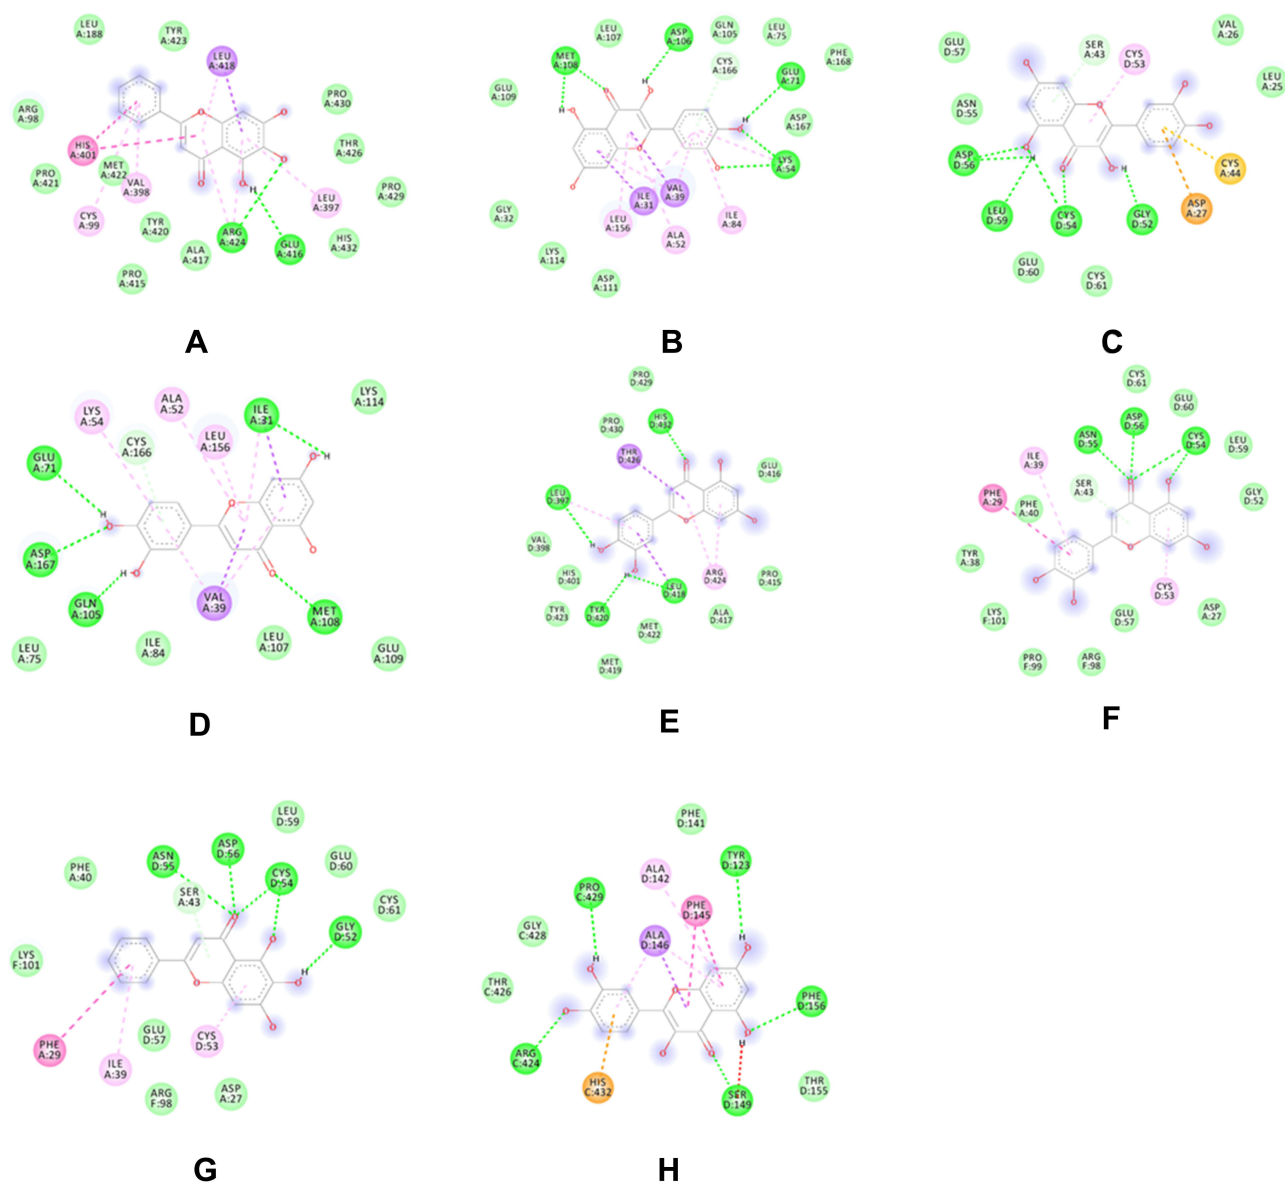 LEU
A:188
TYR
A:423
LEU
A:418
ARG
A:98
PRO
A:430
HIS
A:401
THR
A:426
PRO
A:421
MET
A:422
VAL
A:398
PRO
A:429
LEU
A:397
CYS
A:99
TYR
A:420
ARG
A:424
GLU
A:416
HIS
A:432
ALA
A:417
PRO
A:415
O
O
O
O
O
H
A
LEU
A:107
ASP
A:106
GLN
A:105
LEU
A:75
MET
A:108
CYS
A:166
PHE
A:168
GLU
A:71
GLU
A:109
ASP
A:167
LYS
A:54
GLY
A:32
LEU
A:156
ILE
A:31
VAL
A:39
ILE
A:84
ALA
A:52
LYS
A:114
ASP
A:111
O
O
O
O
O
O
O
H
H
H
B
GLU
D:57
SER
A:43
CYS
D:53
VAL
A:26
LEU
A:25
ASN
D:55
ASP
D:56
CYS
A:44
LEU
D:59
CYS
D:54
GLY
D:52
ASP
A:27
GLU
D:60
CYS
D:61
O
O
O
O
O
O
O
H
H
C
LYS
A:54
ALA
A:52
ILE
A:31
LYS
A:114
CYS
A:166
LEU
A:156
GLU
A:71
ASP
A:167
GLN
A:105
VAL
A:39
MET
A:108
LEU
A:75
ILE
A:84
LEU
A:107
GLU
A:109
O
O
O
O
O
O
H
H
H
D
PRO
D:429
HIS
D:432
PRO
D:430
THR
D:426
GLU
D:416
LEU
D:397
VAL
D:398
HIS
D:401
ARG
D:424
PRO
D:415
LEU
D:418
TYR
D:423
TYR
D:420
ALA
D:417
MET
D:422
MET
D:419
O
O
O
O
O
O
H
H
E
CYS
D:61
GLU
D:60
ASP
D:56
ASN
D:55
CYS
D:54
LEU
D:59
ILE
A:39
SER
A:43
PHE
A:29
PHE
A:40
GLY
D:52
TYR
A:38
CYS
D:53
LYS
F:101
GLU
D:57
ASP
A:27
PRO
F:99
ARG
F:98
O
O
O
O
O
O
F
LEU
D:59
ASN
D:55
ASP
D:56
PHE
A:40
SER
A:43
CYS
D:54
GLU
D:60
CYS
D:61
GLY
D:52
LYS
F:101
GLU
D:57
CYS
D:53
PHE
A:29
ILE
A:39
ARG
F:98
ASP
A:27
O
O
O
O
O
H
G
PHE
D:141
TYR
D:123
ALA
D:142
PRO
C:429
PHE
D:145
GLY
C:428
ALA
D:146
THR
C:426
PHE
D:156
ARG
C:424
HIS
C:432
SER
D:149
THR
D:155
O
O
O
O
O
O
O
H
H
H
H